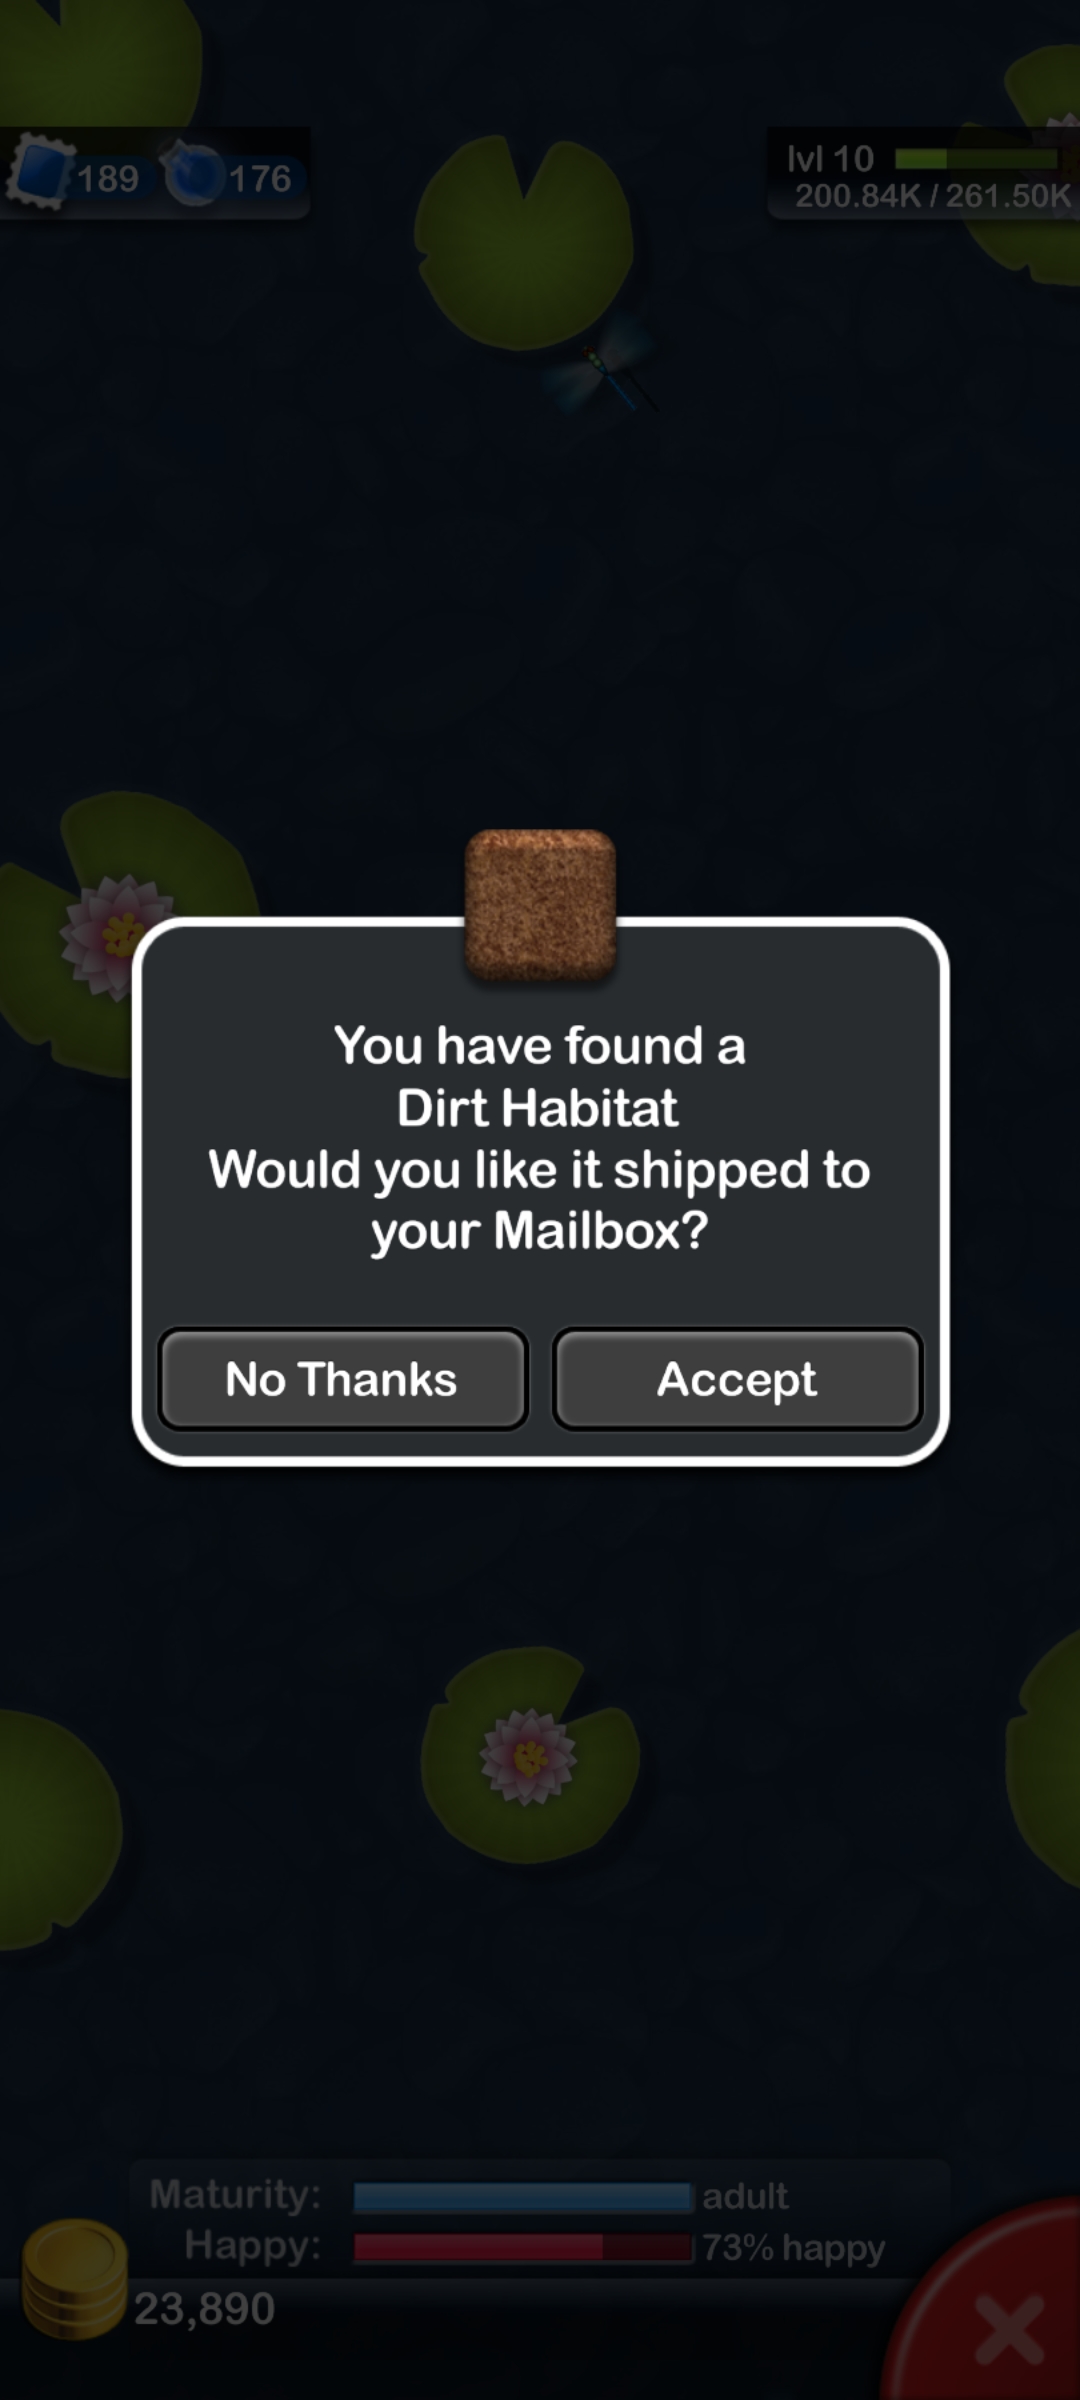 189
176
lvl 10
200.84K / 261.50K
You have found a
Dirt Habitat
Would you like it shipped to
your Mailbox?
No Thanks
Accept
Maturity:
adult
Happy:
73% happy
23,890